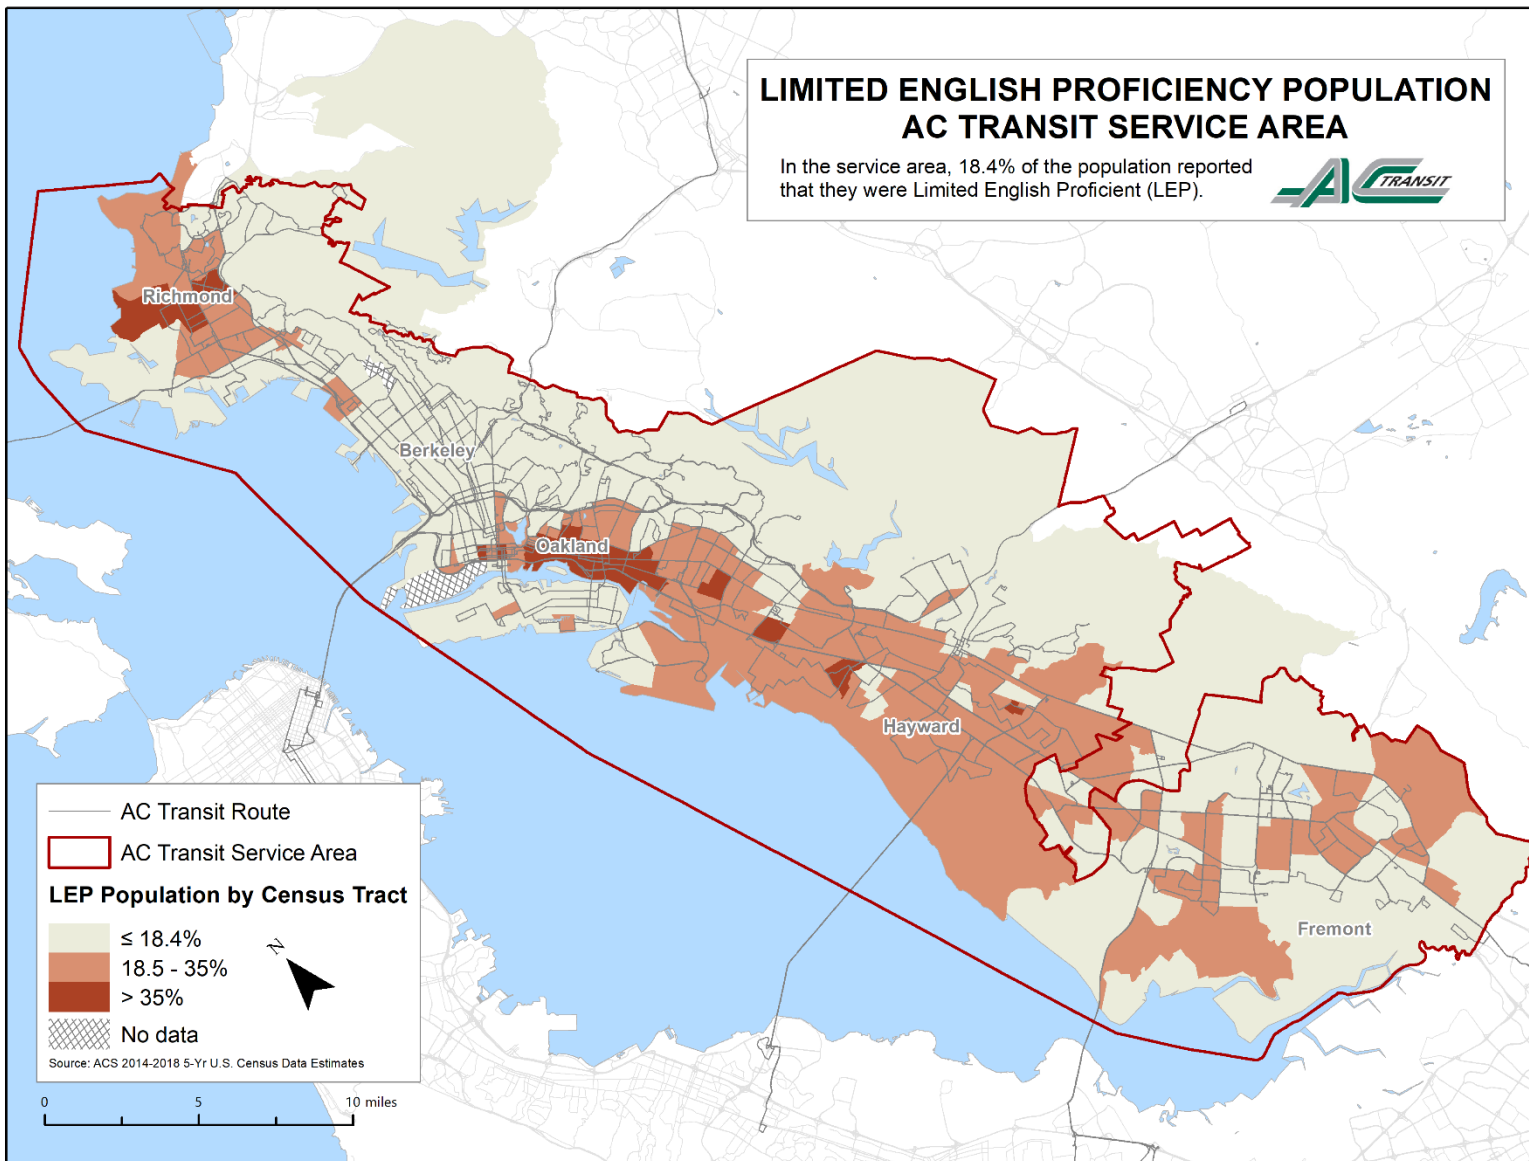 LIMITED ENGLISH PROFICIENCY POPULATION
AC TRANSIT SERVICE AREA
In the service area, 18.4% of the population reported
that they were Limited English Proficient (LEP).
AC TRANSIT
Richmond
Berkeley
Oakland
Hayward
Fremont
AC Transit Route
AC Transit Service Area
LEP Population by Census Tract
≤ 18.4%
18.5 - 35%
> 35%
No data
N
Source: ACS 2014-2018 5-Yr U.S. Census Data Estimates
0 5 10 miles